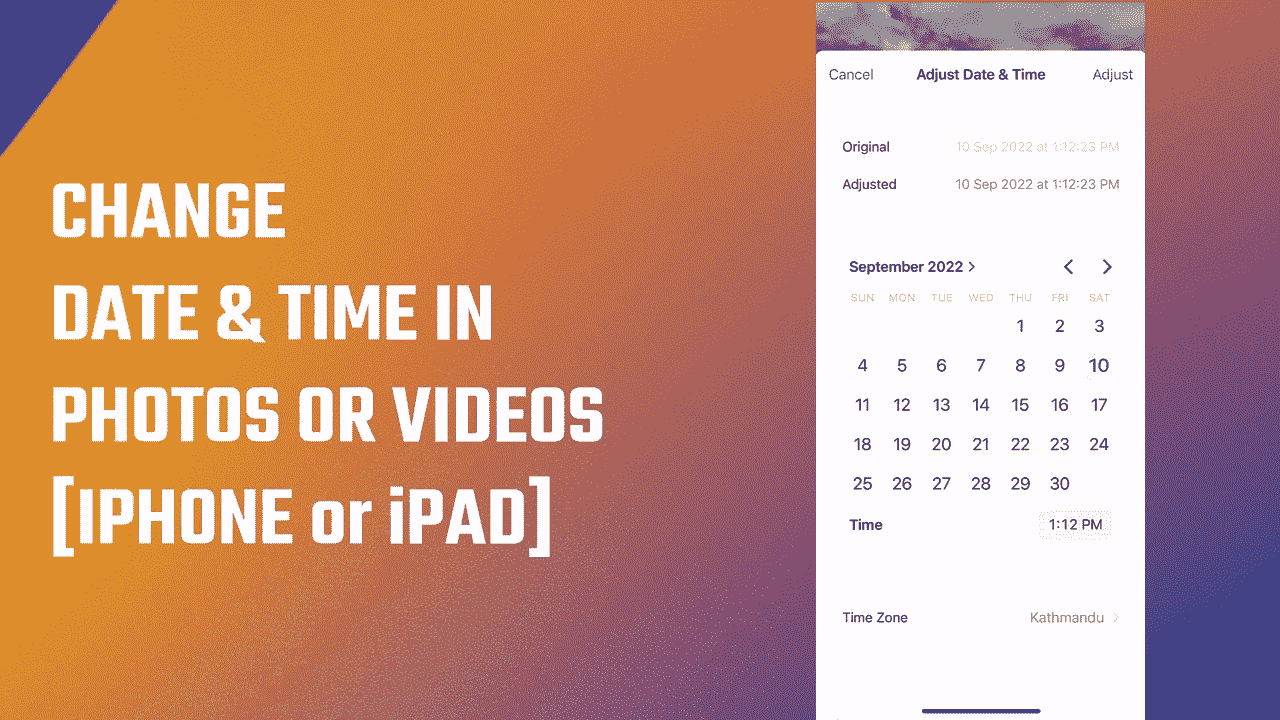 CHANGE
DATE & TIME IN
PHOTOS OR VIDEOS
[IPHONE or iPAD]
Cancel Adjust Date & Time Adjust
Original 10 Sep 2022 at 1:12:23 PM
Adjusted 10 Sep 2022 at 1:12:23 PM
September 2022
SUN MON TUE WED THU FRI SAT
1 2 3
4 5 6 7 8 9 10
11 12 13 14 15 16 17
18 19 20 21 22 23 24
25 26 27 28 29 30
Time 1:12 PM
Time Zone Kathmandu